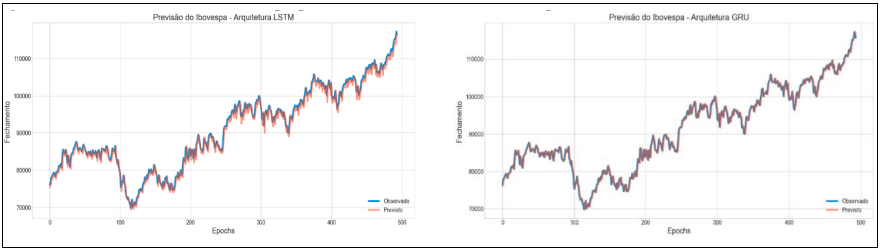 Previsão do Ibovespa - Arquitetura LSTM
Fechamento
110000
100000
90000
80000
70000
0
100
200
300
400
500
Epochs
Observado
Previsto
Previsão do Ibovespa - Arquitetura GRU
Fechamento
110000
100000
90000
80000
70000
0
100
200
300
400
500
Epochs
Observado
Previsto